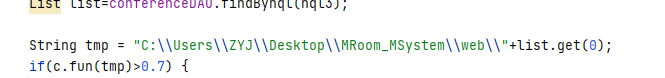 List list=conferenceDAO.findByhql(hql3);
String tmp = "C:\\Users\\ZYJ\\Desktop\\MRoom_MSystem\\web\\"+list.get(0);
if(c.fun(tmp)>0.7) {